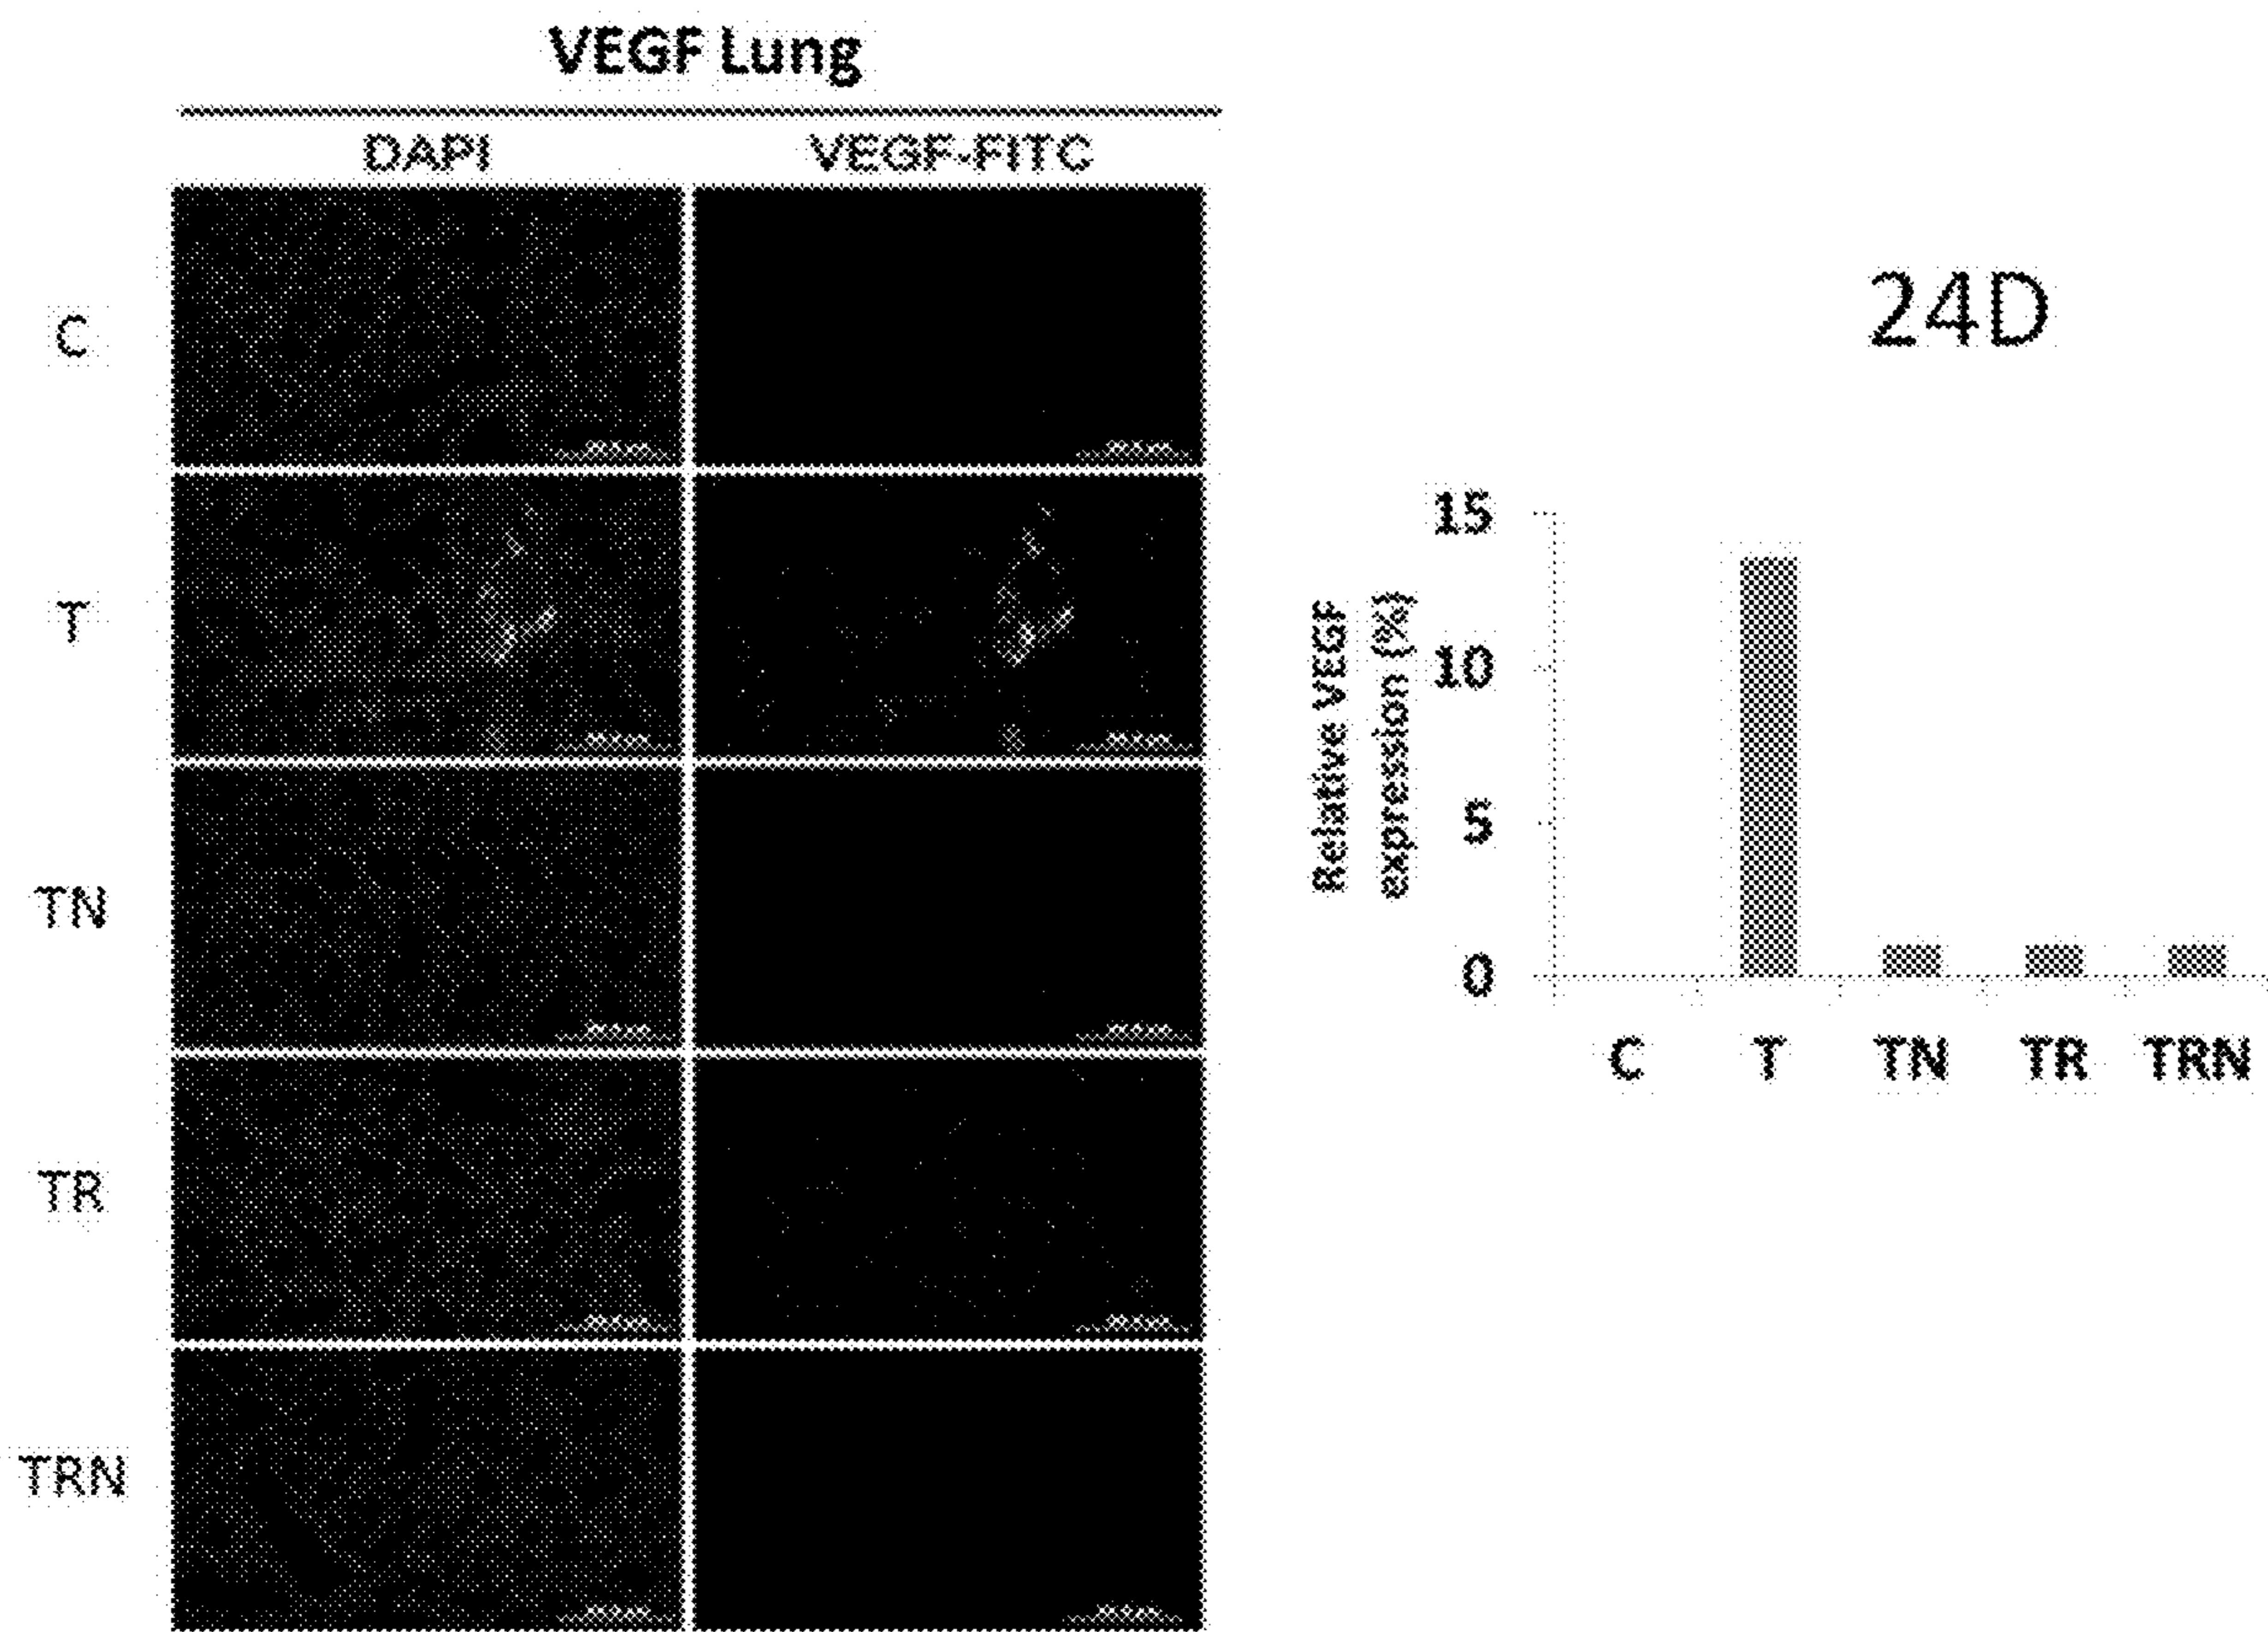 VEGF Lung
DAPI VEGF-FITC
C
T
TN
TR
TRN
24D
Relative VEGF
expression (%)
15
10
5
0
C T TN TR TRN